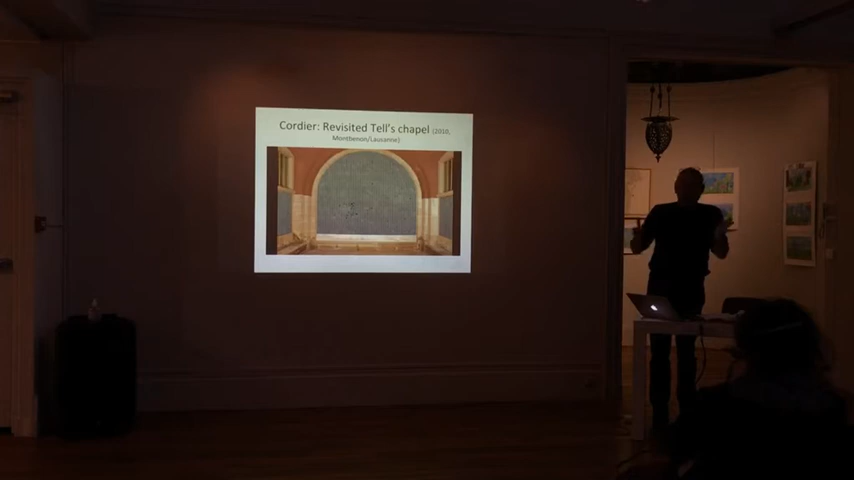 Cordier: Revisited Tell's chapel (2010,
Montbenon/Lausanne)